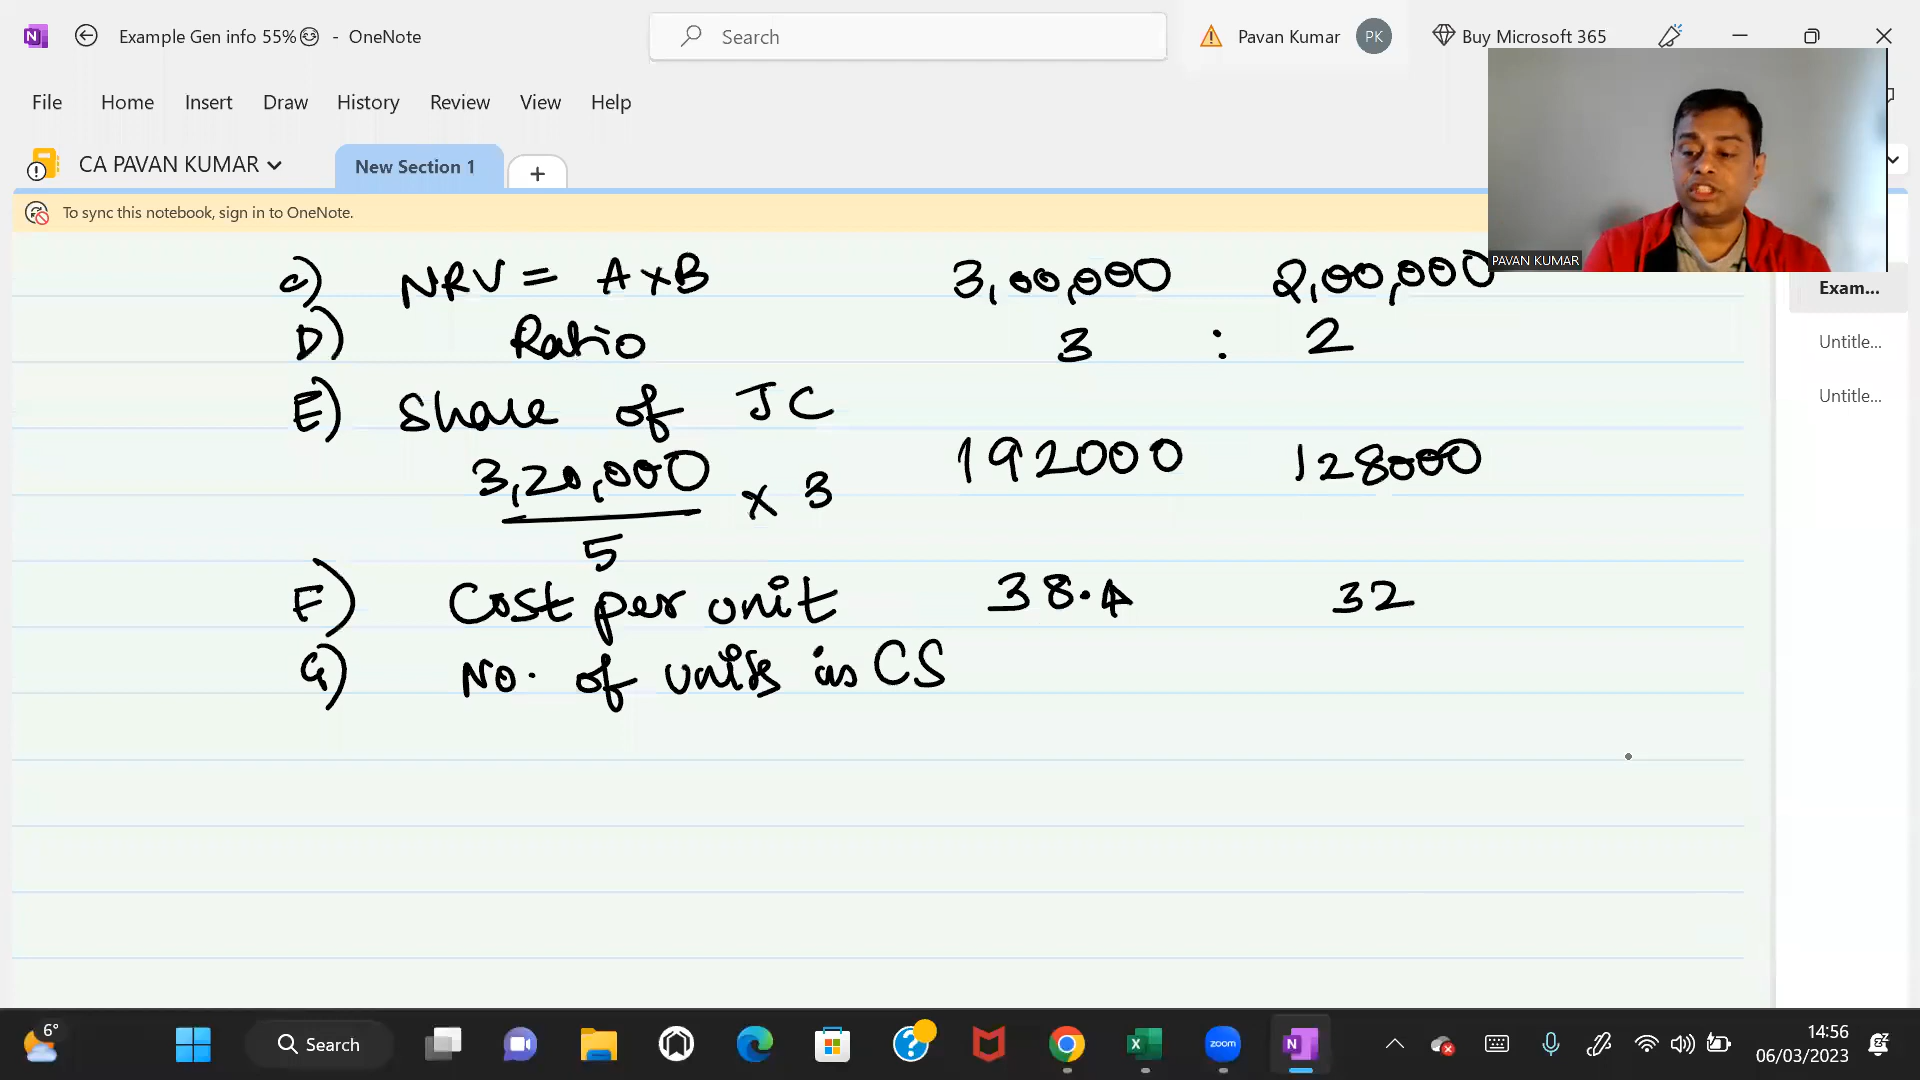 Example Gen info 55%😊 - OneNote
Search
Pavan Kumar
PK
Buy Microsoft 365
File Home Insert Draw History Review View Help
CA PAVAN KUMAR
New Section 1
+
To sync this notebook, sign in to OneNote.
PAVAN KUMAR
Exam...
Untitle...
Untitle...
C) NRV = A×B 3,00,000 2,00,000
D) Ratio 3 : 2
E) Share of JC
3,20,000 × 3 192000 128000
5
F) Cost per unit 38.4 32
G) No. of units in CS
6°
Search
zoom
14:56
06/03/2023